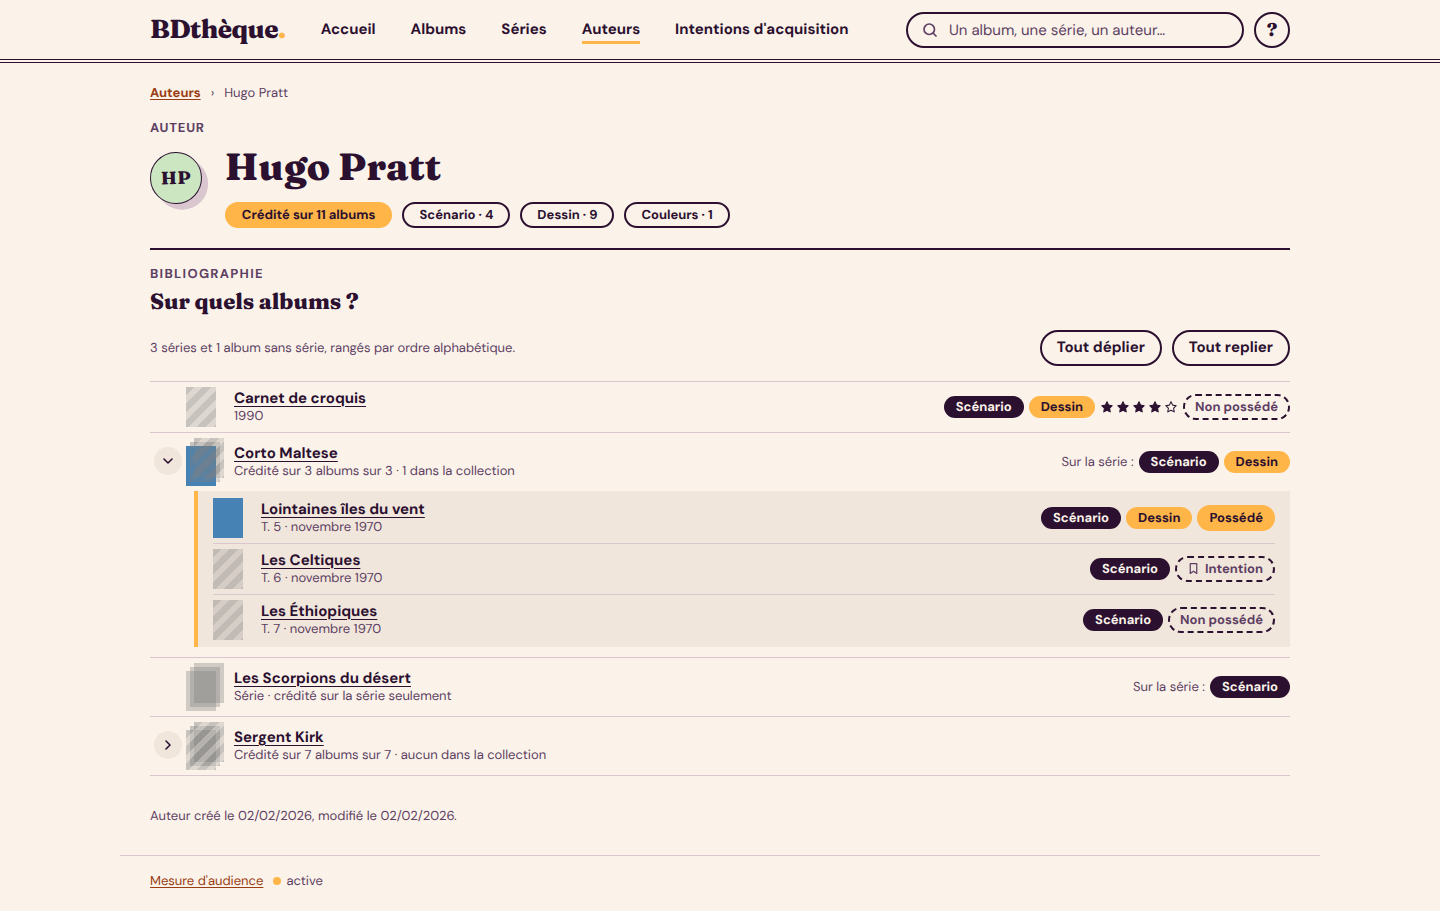 BDthèque.
Accueil
Albums
Séries
Auteurs
Intentions d'acquisition
Un album, une série, un auteur…
?
Auteurs › Hugo Pratt
AUTEUR
HP
Hugo Pratt
Crédité sur 11 albums
Scénario · 4
Dessin · 9
Couleurs · 1
BIBLIOGRAPHIE
Sur quels albums ?
3 séries et 1 album sans série, rangés par ordre alphabétique.
Tout déplier
Tout replier
Carnet de croquis
1990
Scénario
Dessin
Non possédé
Corto Maltese
Crédité sur 3 albums sur 3 · 1 dans la collection
Sur la série :
Scénario
Dessin
Lointaines îles du vent
T. 5 · novembre 1970
Scénario
Dessin
Possédé
Les Celtiques
T. 6 · novembre 1970
Scénario
Intention
Les Éthiopiques
T. 7 · novembre 1970
Scénario
Non possédé
Les Scorpions du désert
Série · crédité sur la série seulement
Sur la série :
Scénario
Sergent Kirk
Crédité sur 7 albums sur 7 · aucun dans la collection
Auteur créé le 02/02/2026, modifié le 02/02/2026.
Mesure d'audience
active